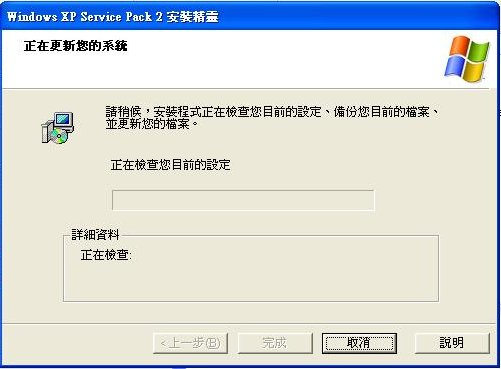 Windows XP Service Pack 2 安裝精靈
正在更新您的系統
請稍候，安裝程式正在檢查您目前的設定、備份您目前的檔案、
並更新您的檔案。
正在檢查您目前的設定
詳細資料
正在檢查:
<上一步(B)
完成
取消
說明